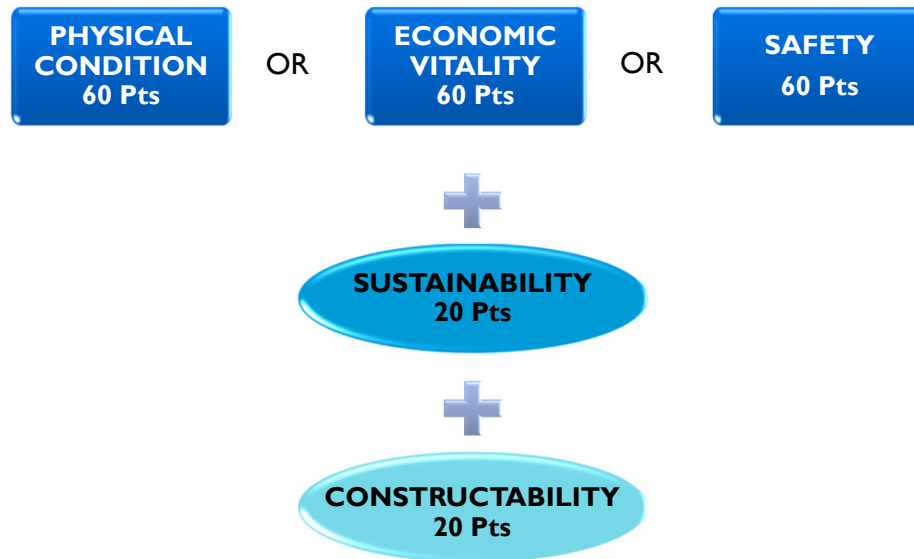 PHYSICAL
CONDITION
60 Pts
OR
ECONOMIC
VITALITY
60 Pts
OR
SAFETY
60 Pts
SUSTAINABILITY
20 Pts
CONSTRUCTABILITY
20 Pts